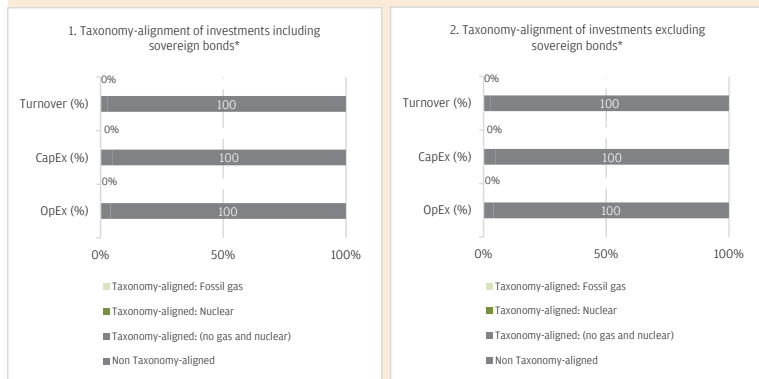 1. Taxonomy-alignment of investments including
sovereign bonds*
0%
Turnover (%)
100
0%
CapEx (%)
100
0%
OpEx (%)
100
0%
50%
100%
Taxonomy-aligned: Fossil gas
Taxonomy-aligned: Nuclear
Taxonomy-aligned: (no gas and nuclear)
Non Taxonomy-aligned
2. Taxonomy-alignment of investments excluding
sovereign bonds*
0%
Turnover (%)
100
0%
CapEx (%)
100
0%
OpEx (%)
100
0%
50%
100%
Taxonomy-aligned: Fossil gas
Taxonomy-aligned: Nuclear
Taxonomy-aligned: (no gas and nuclear)
Non Taxonomy-aligned